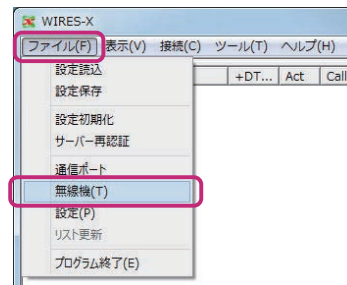 WIRES-X
ファイル(F) 表示(V) 接続(C) ツール(T) ヘルプ(H)
+DT... Act Call
設定読込
設定保存
設定初期化
サーバー再認証
通信ポート
無線機(T)
設定(P)
リスト更新
プログラム終了(E)